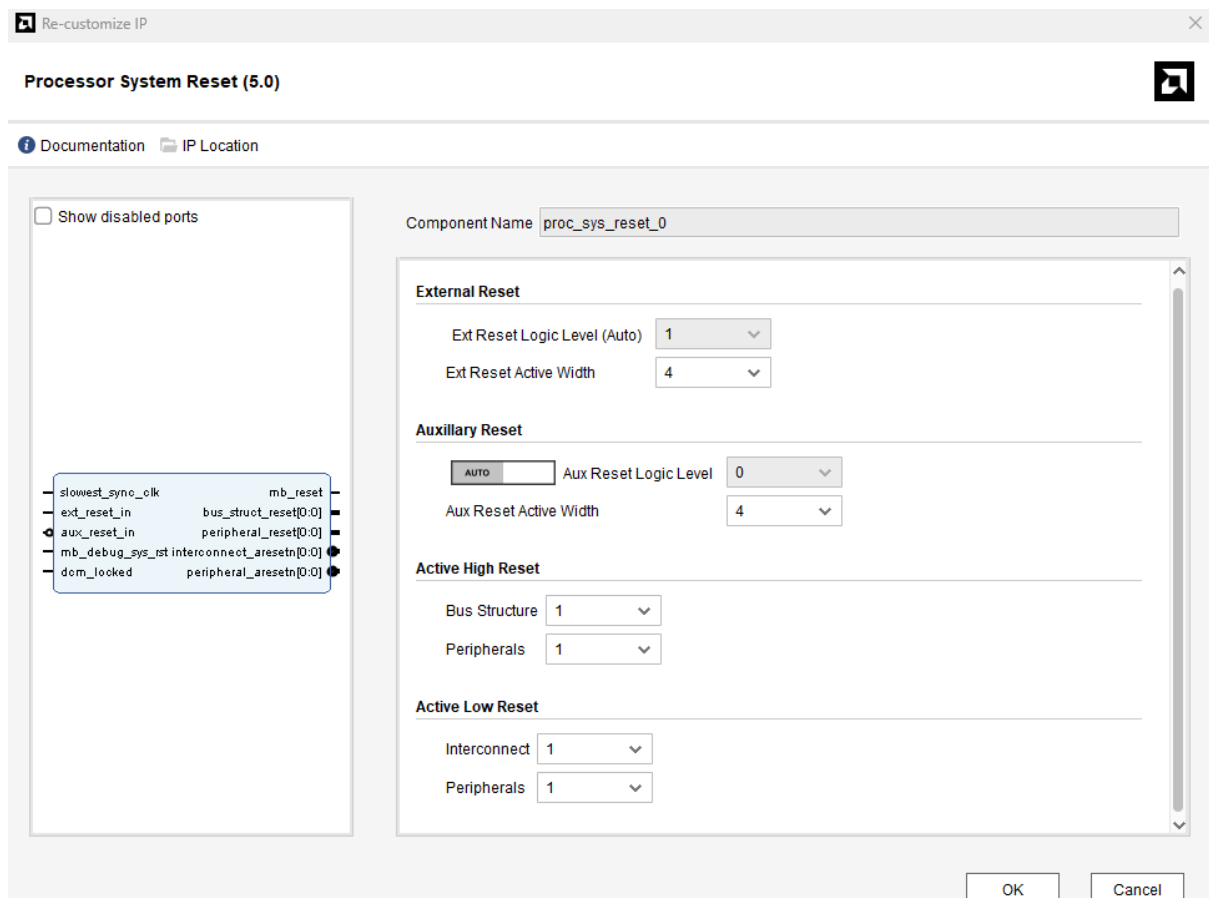 Re-customize IP
Processor System Reset (5.0)
Documentation IP Location
Show disabled ports
slowest_sync_clk mb_reset
ext_reset_in bus_struct_reset[0:0]
aux_reset_in peripheral_reset[0:0]
mb_debug_sys_rst interconnect_aresetn[0:0]
dcm_locked peripheral_aresetn[0:0]
Component Name proc_sys_reset_0
External Reset
Ext Reset Logic Level (Auto) 1
Ext Reset Active Width 4
Auxillary Reset
AUTO Aux Reset Logic Level 0
Aux Reset Active Width 4
Active High Reset
Bus Structure 1
Peripherals 1
Active Low Reset
Interconnect 1
Peripherals 1
OK Cancel